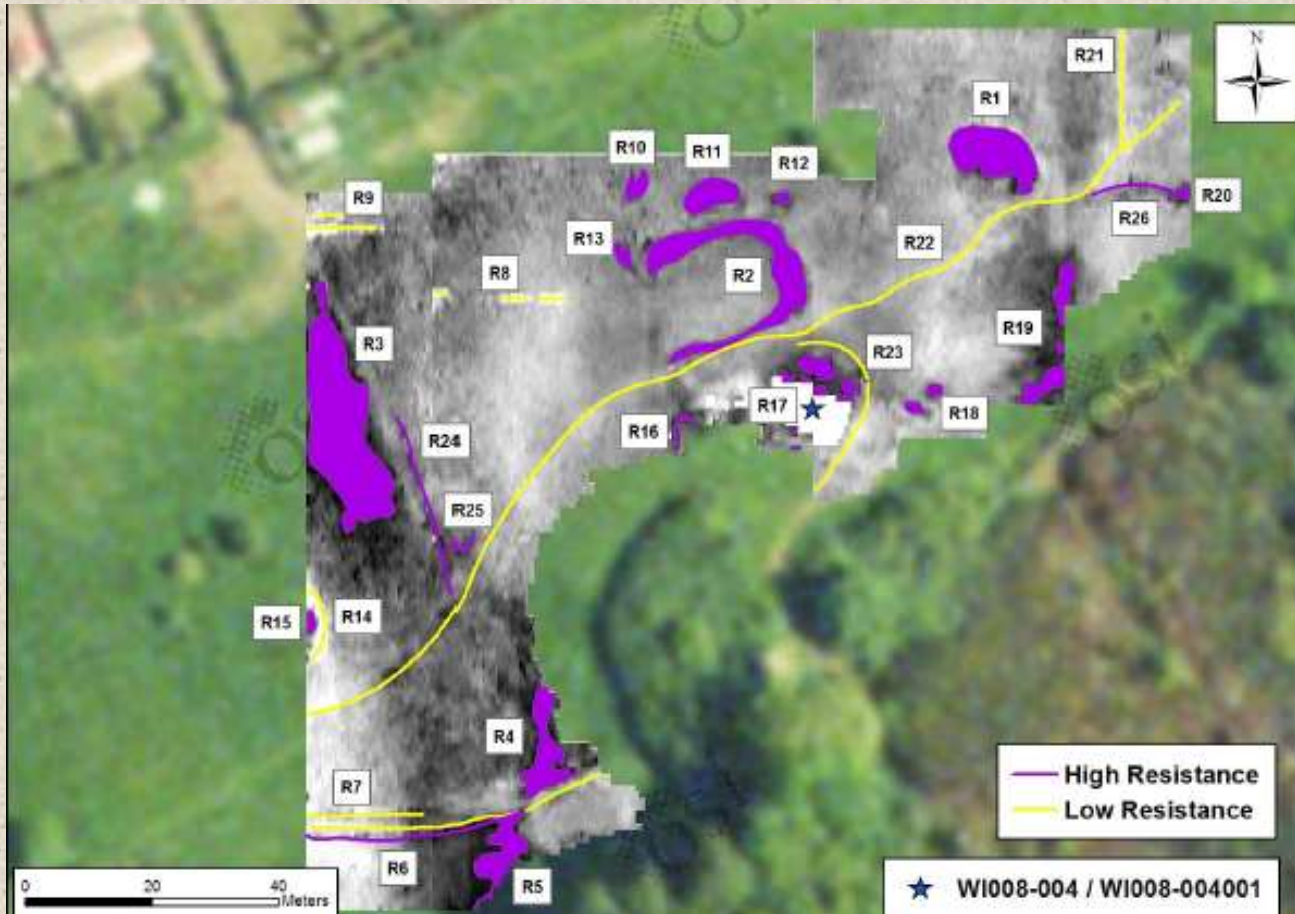 N
R21
R1
R10
R11
R12
R9
R20
R26
R13
R22
R8
R2
R3
R19
R23
R17
R18
R24
R16
R25
R15
R14
R4
R7
High Resistance
Low Resistance
R6
R5
0 20 40
Meters
WI008-004 / WI008-004001